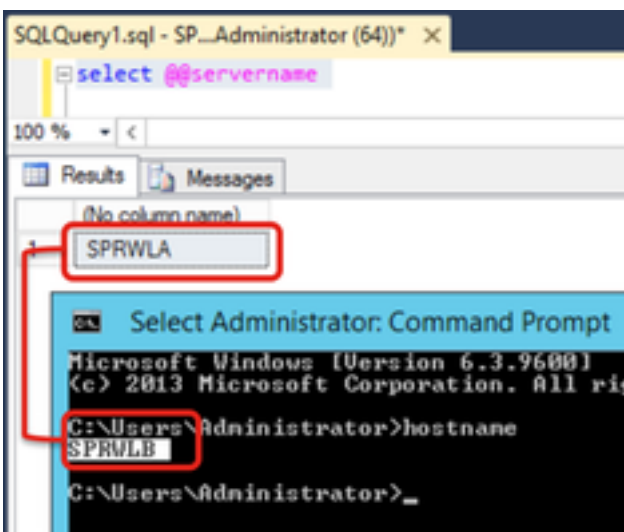 SQLQuery1.sql - SP...Administrator (64))* ×
select @@servername
100 %
Results Messages
(No column name)
1 SPRWLA
Select Administrator: Command Prompt
Microsoft Windows [Version 6.3.9600]
(c) 2013 Microsoft Corporation. All rig
C:\Users\Administrator>hostname
SPRWLB
C:\Users\Administrator>_